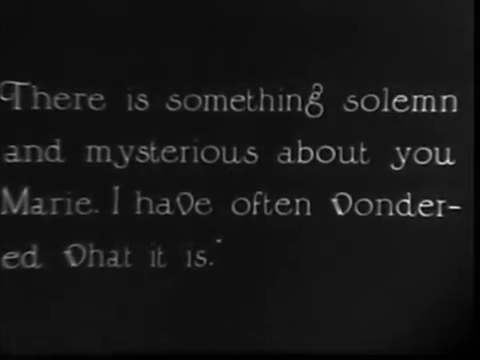 There is something solemn
and mysterious about you
Marie. I have often wonder-
ed what it is."